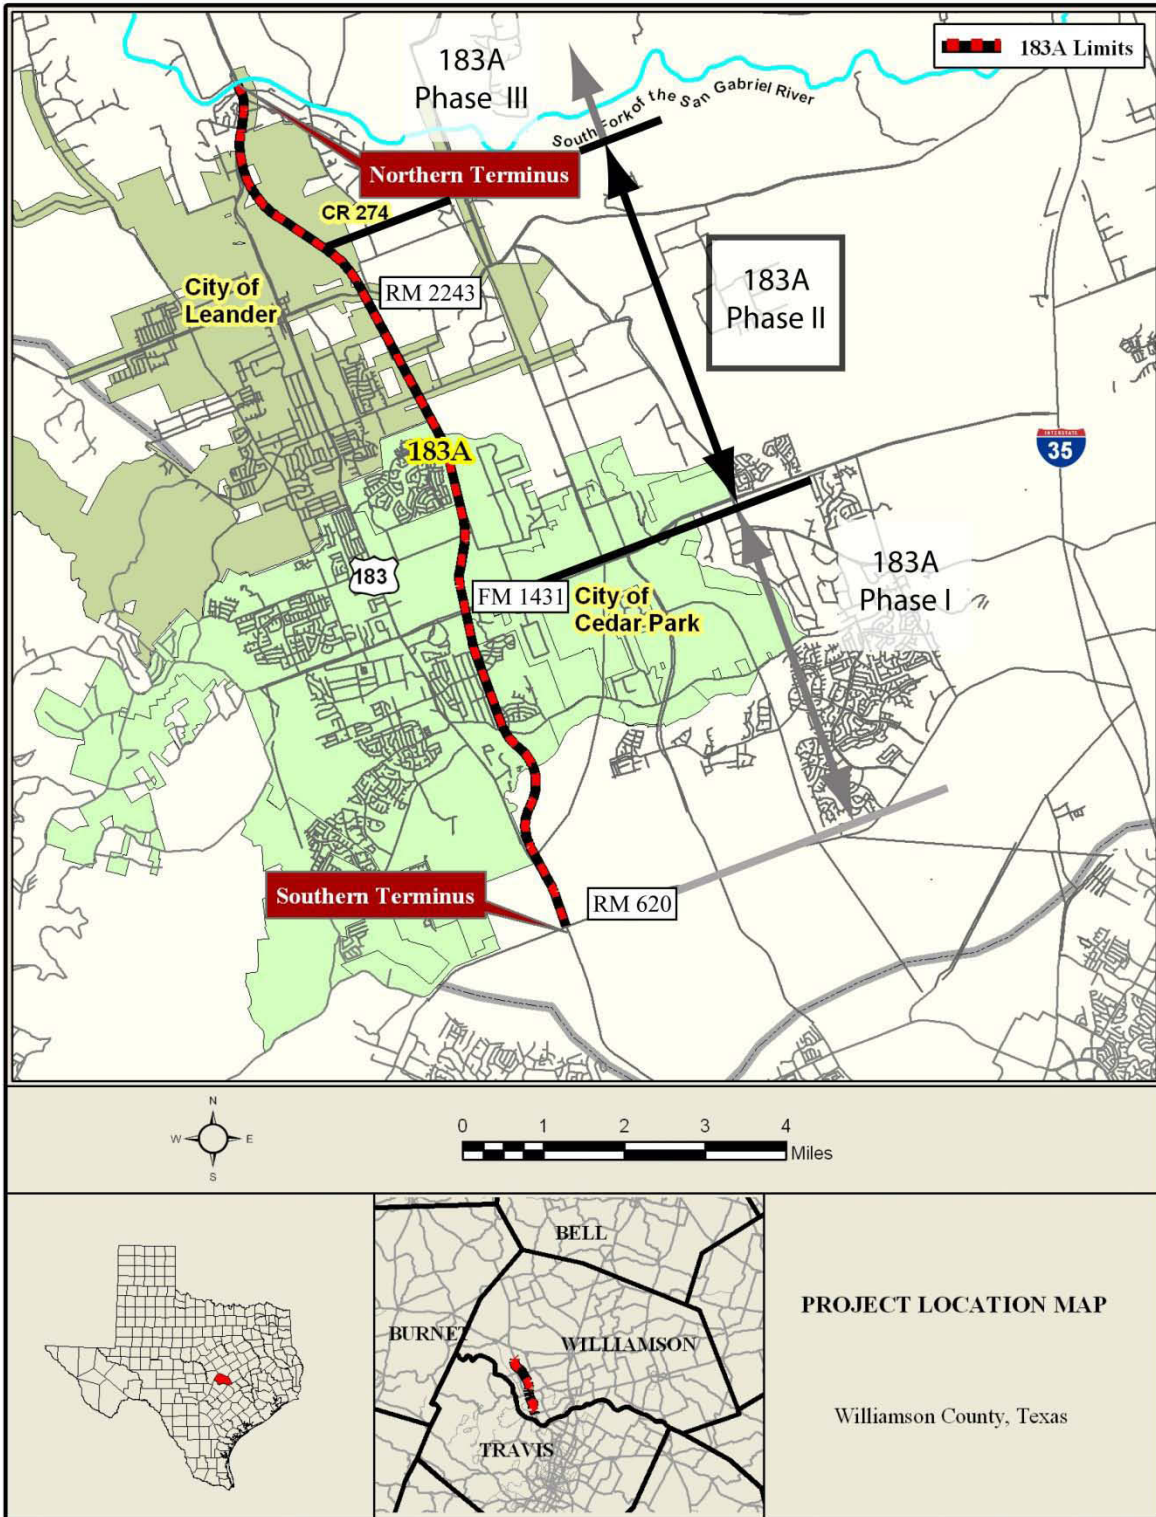 183A Limits
183A
Phase III
South Fork of the San Gabriel River
Northern Terminus
CR 274
RM 2243
City of
Leander
183A
Phase II
183A
INTERSTATE
35
183
FM 1431
City of
Cedar Park
183A
Phase I
Southern Terminus
RM 620
N
W
E
S
0 1 2 3 4
Miles
BELL
BURNET
WILLIAMSON
TRAVIS
PROJECT LOCATION MAP
Williamson County, Texas